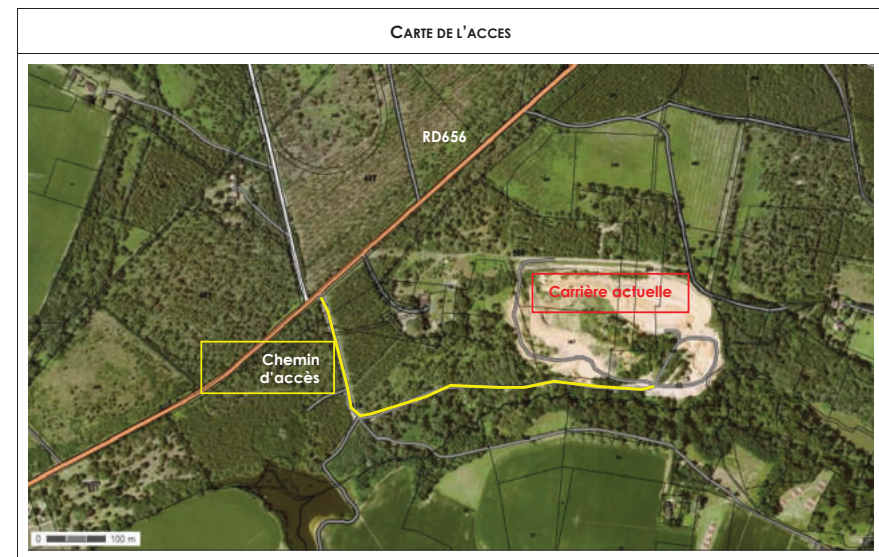 CARTE DE L'ACCES
RD656
Carrière actuelle
Chemin
d'accès
0 100 m